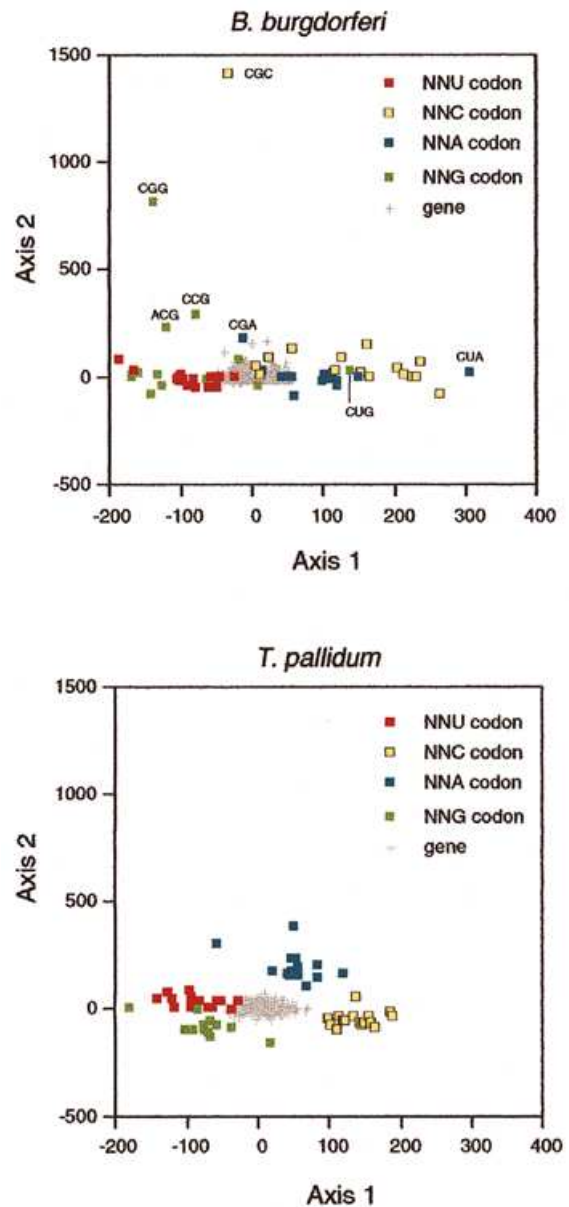 B. burgdorferi
1500
1000
500
0
-500
Axis 2
CGC
CGG
CCG
ACG
CGA
CUA
CUG
NNU codon
NNC codon
NNA codon
NNG codon
gene
-200 -100 0 100 200 300 400
Axis 1
T. pallidum
1500
1000
500
0
-500
Axis 2
NNU codon
NNC codon
NNA codon
NNG codon
gene
-200 -100 0 100 200 300 400
Axis 1